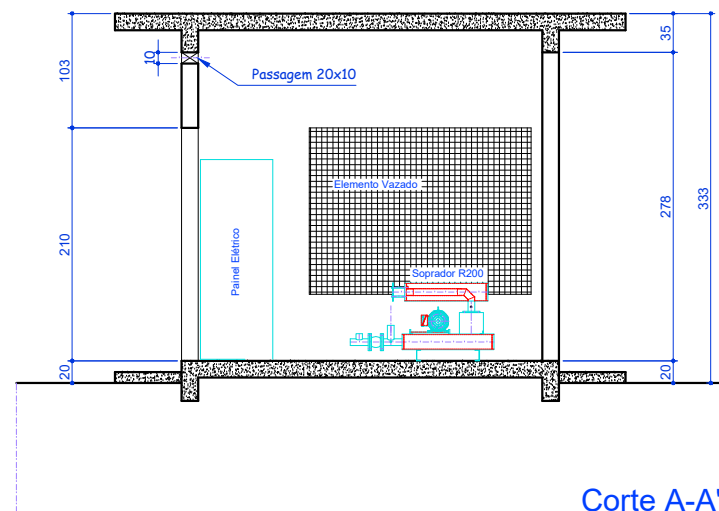 35
103
10
Passagem 20x10
Elemento Vazado
333
278
210
Painel Elétrico
Soprador R200
20
20
Corte A-A'